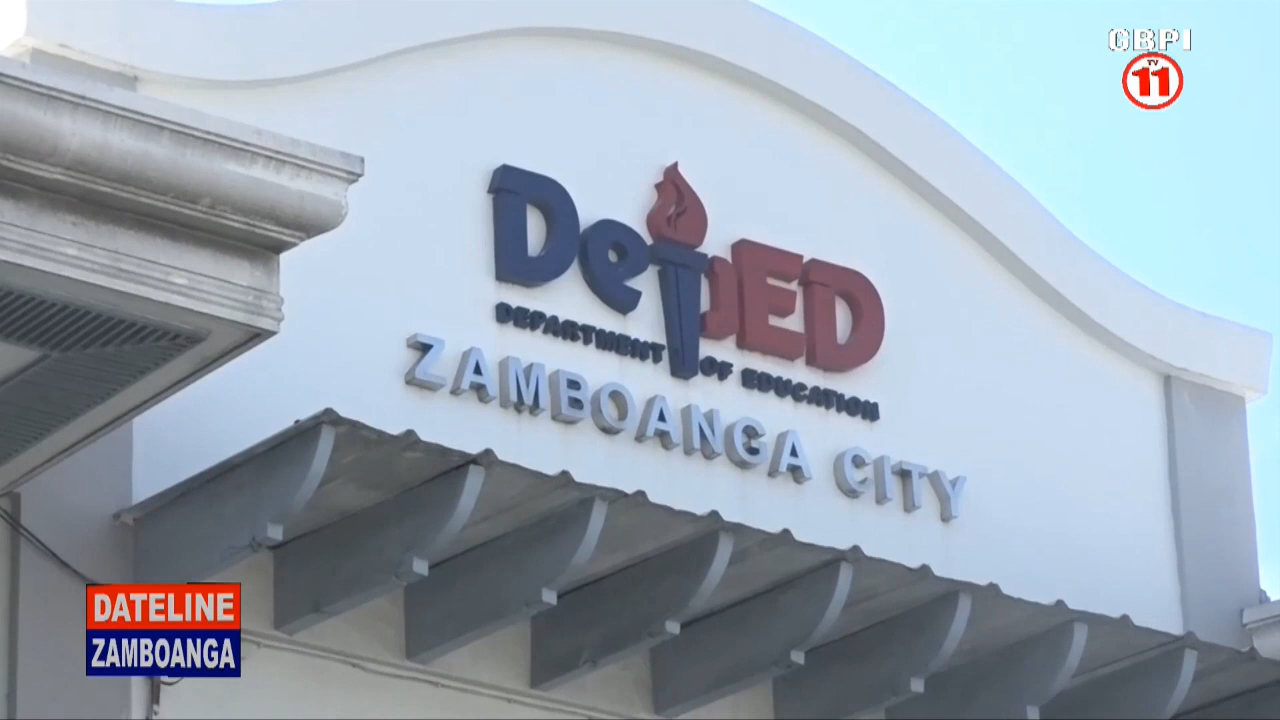 GBPI
TV
11
DepED
DEPARTMENT OF EDUCATION
ZAMBOANGA CITY
DATELINE
ZAMBOANGA